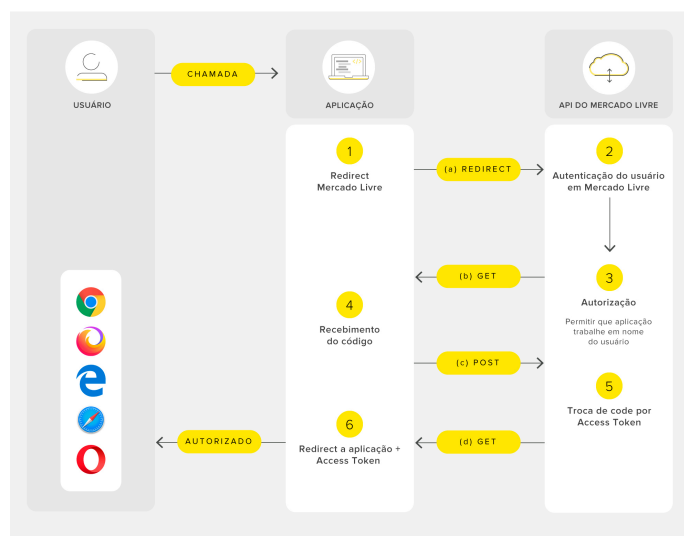 CHAMADA
USUÁRIO
APLICAÇÃO
API DO MERCADO LIVRE
1
Redirect
Mercado Livre
(a) REDIRECT
2
Autenticação do usuário
em Mercado Livre
(b) GET
3
Autorização
Permitir que aplicação
trabalhe em nome
do usuário
4
Recebimento
do código
(c) POST
5
Troca de code por
Access Token
6
Redirect a aplicação +
Access Token
(d) GET
AUTORIZADO